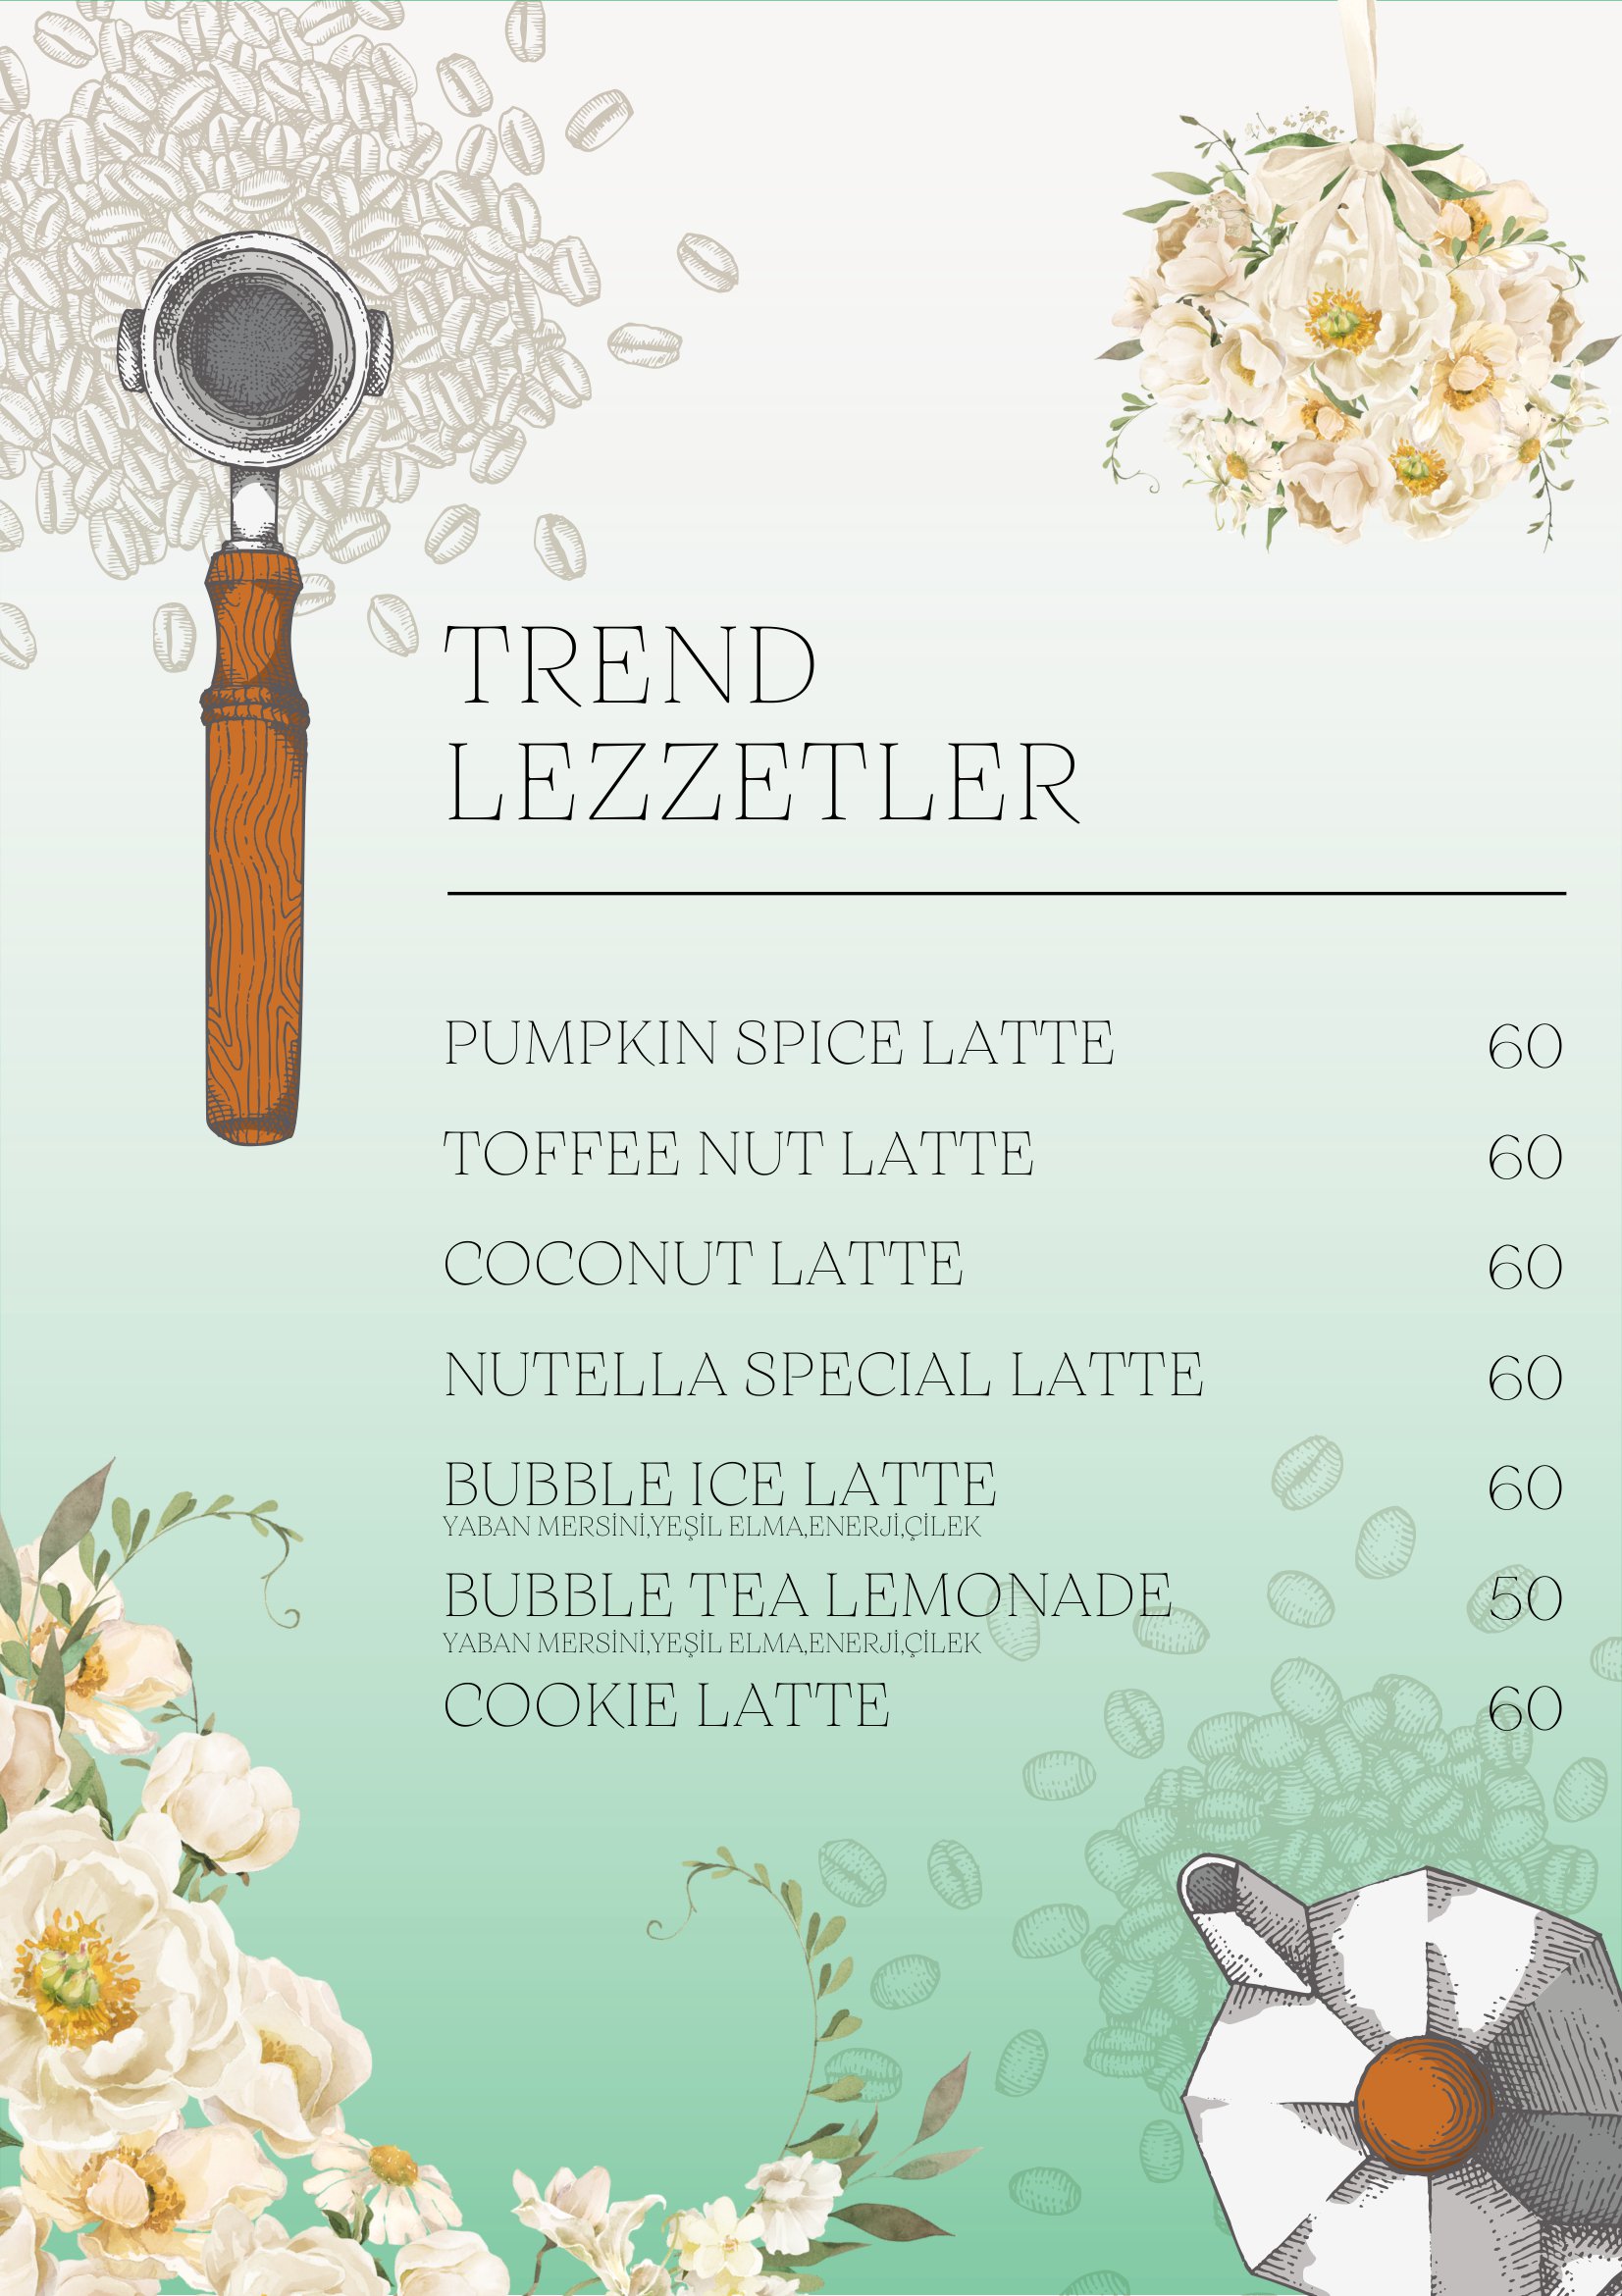 TREND
LEZZETLER
PUMPKIN SPICE LATTE 60
TOFFEE NUT LATTE 60
COCONUT LATTE 60
NUTELLA SPECIAL LATTE 60
BUBBLE ICE LATTE 60
YABAN MERSİNİ,YEŞİL ELMA,ENERJİ,ÇİLEK
BUBBLE TEA LEMONADE 50
YABAN MERSİNİ,YEŞİL ELMA,ENERJİ,ÇİLEK
COOKIE LATTE 60